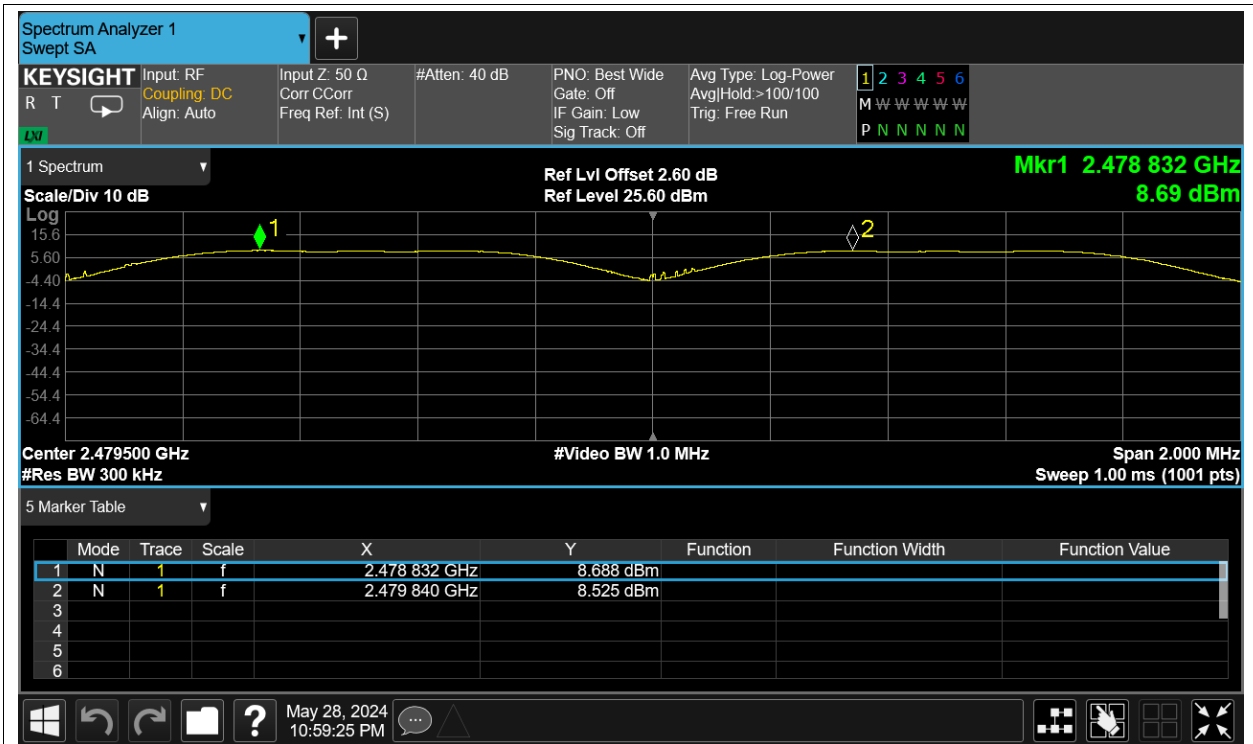 Spectrum Analyzer 1
Swept SA
KEYSIGHT
R T
LXI
Input: RF
Coupling: DC
Align: Auto
Input Z: 50 Ω
Corr CCorr
Freq Ref: Int (S)
#Atten: 40 dB
PNO: Best Wide
Gate: Off
IF Gain: Low
Sig Track: Off
Avg Type: Log-Power
Avg|Hold:>100/100
Trig: Free Run
1 2 3 4 5 6
M W W W W W
P N N N N N
1 Spectrum
Scale/Div 10 dB
Ref Lvl Offset 2.60 dB
Ref Level 25.60 dBm
Mkr1 2.478 832 GHz
8.69 dBm
Log
15.6
5.60
-4.40
-14.4
-24.4
-34.4
-44.4
-54.4
-64.4
1
2
Center 2.479500 GHz
#Res BW 300 kHz
#Video BW 1.0 MHz
Span 2.000 MHz
Sweep 1.00 ms (1001 pts)
5 Marker Table
Mode Trace Scale X Y Function Function Width Function Value
1 N 1 f 2.478 832 GHz 8.688 dBm
2 N 1 f 2.479 840 GHz 8.525 dBm
3
4
5
6
?
May 28, 2024
10:59:25 PM